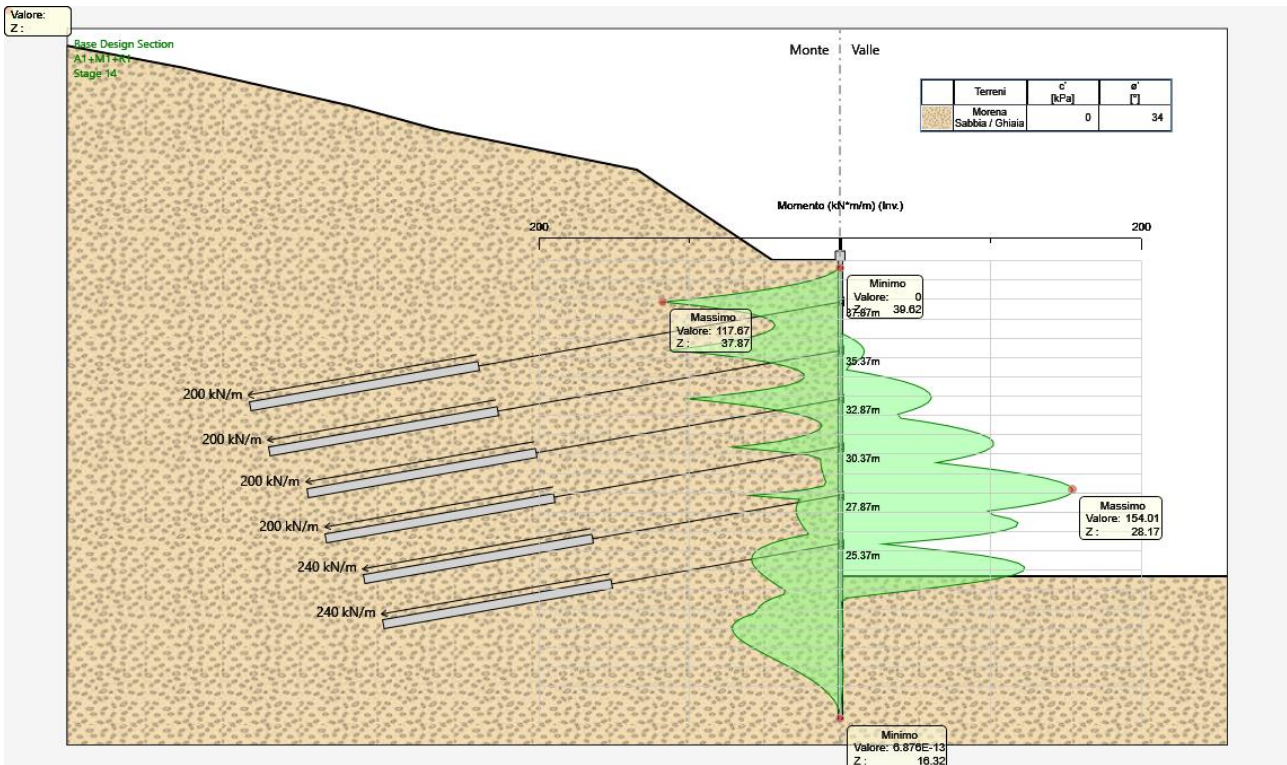 Valore:
Z :
Base Design Section
A1+M1+R1
Stage 14
Monte
Valle
Terreni c' ø'
[kPa] [°]
Morena
Sabbia / Ghiaia 0 34
Momento (kN*m/m) (Inv.)
200
200
Minimo
Valore: 0
Z : 39.62
37.87m
Massimo
Valore: 117.67
Z : 37.87
35.37m
200 kN/m
32.87m
200 kN/m
30.37m
200 kN/m
27.87m
Massimo
Valore: 154.01
Z : 28.17
200 kN/m
25.37m
240 kN/m
240 kN/m
Minimo
Valore: 6.876E-13
Z : 16.32